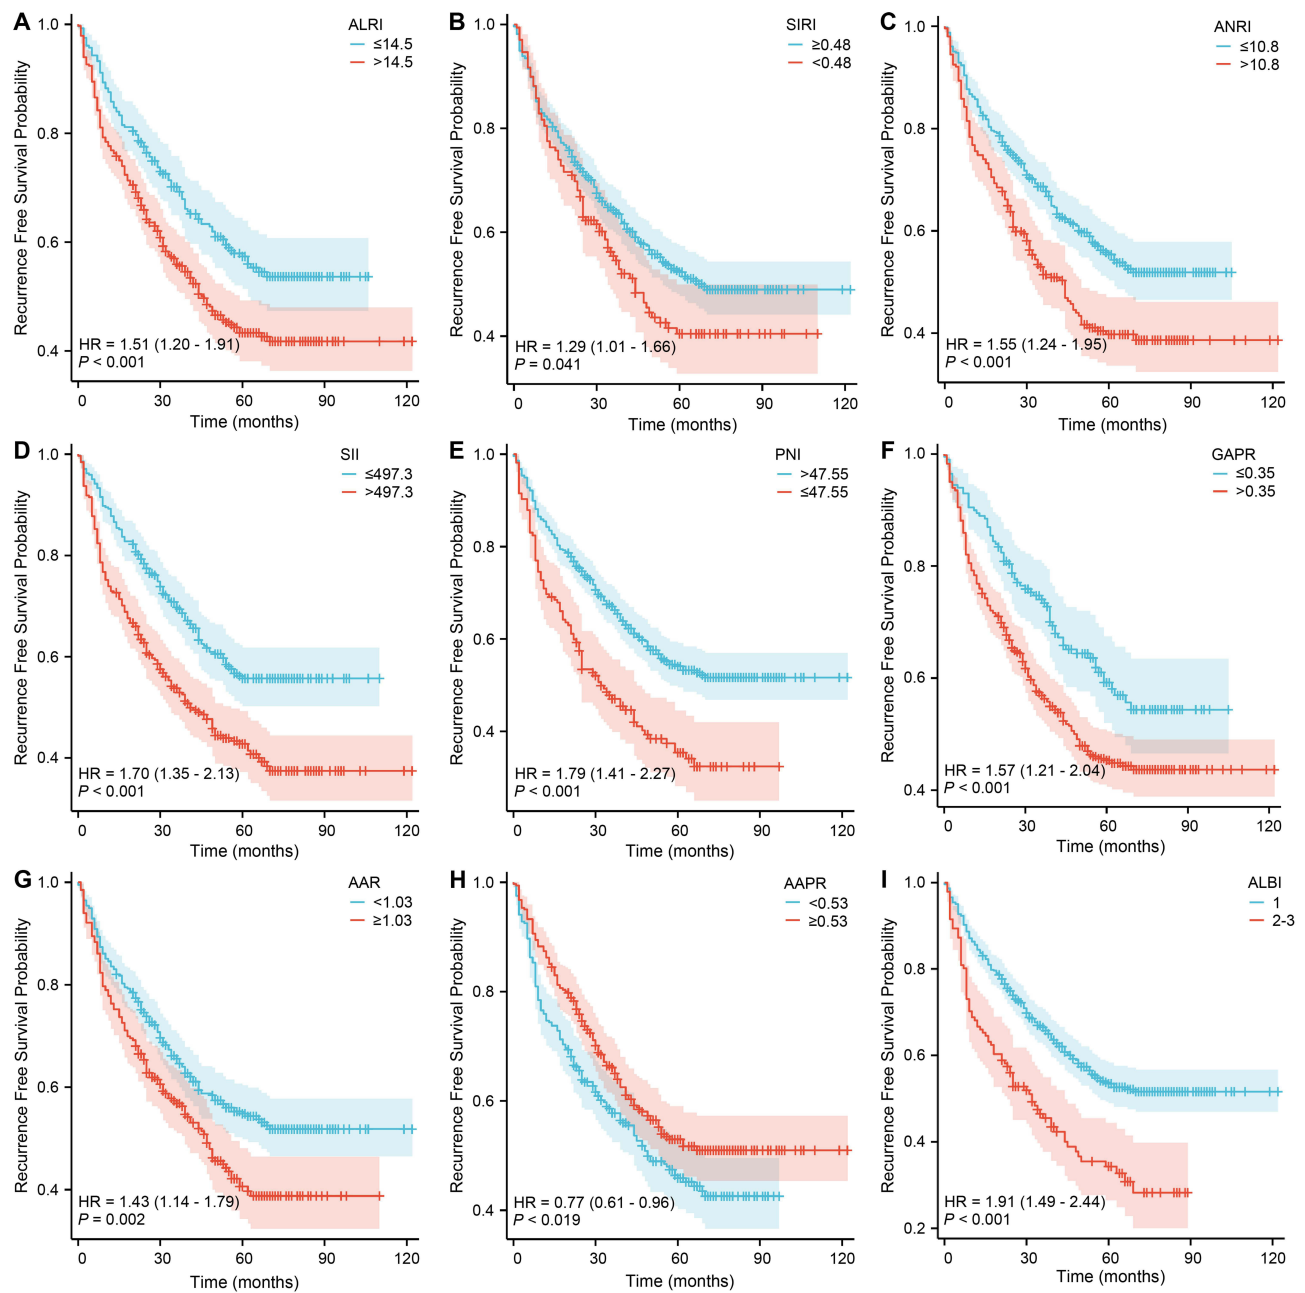 A
ALRI
≤14.5
>14.5
Recurrence Free Survival Probability
1.0
0.8
0.6
0.4
HR = 1.51 (1.20 - 1.91)
P < 0.001
0 30 60 90 120
Time (months)
B
SIRI
≥0.48
<0.48
Recurrence Free Survival Probability
1.0
0.8
0.6
0.4
HR = 1.29 (1.01 - 1.66)
P = 0.041
0 30 60 90 120
Time (months)
C
ANRI
≤10.8
>10.8
Recurrence Free Survival Probability
1.0
0.8
0.6
0.4
HR = 1.55 (1.24 - 1.95)
P < 0.001
0 30 60 90 120
Time (months)
D
SII
≤497.3
>497.3
Recurrence Free Survival Probability
1.0
0.8
0.6
0.4
HR = 1.70 (1.35 - 2.13)
P < 0.001
0 30 60 90 120
Time (months)
E
PNI
>47.55
≤47.55
Recurrence Free Survival Probability
1.0
0.8
0.6
0.4
HR = 1.79 (1.41 - 2.27)
P < 0.001
0 30 60 90 120
Time (months)
F
GAPR
≤0.35
>0.35
Recurrence Free Survival Probability
1.0
0.8
0.6
0.4
HR = 1.57 (1.21 - 2.04)
P < 0.001
0 30 60 90 120
Time (months)
G
AAR
<1.03
≥1.03
Recurrence Free Survival Probability
1.0
0.8
0.6
0.4
HR = 1.43 (1.14 - 1.79)
P = 0.002
0 30 60 90 120
Time (months)
H
AAPR
<0.53
≥0.53
Recurrence Free Survival Probability
1.0
0.8
0.6
0.4
HR = 0.77 (0.61 - 0.96)
P < 0.019
0 30 60 90 120
Time (months)
I
ALBI
1
2-3
Recurrence Free Survival Probability
1.0
0.8
0.6
0.4
0.2
HR = 1.91 (1.49 - 2.44)
P < 0.001
0 30 60 90 120
Time (months)